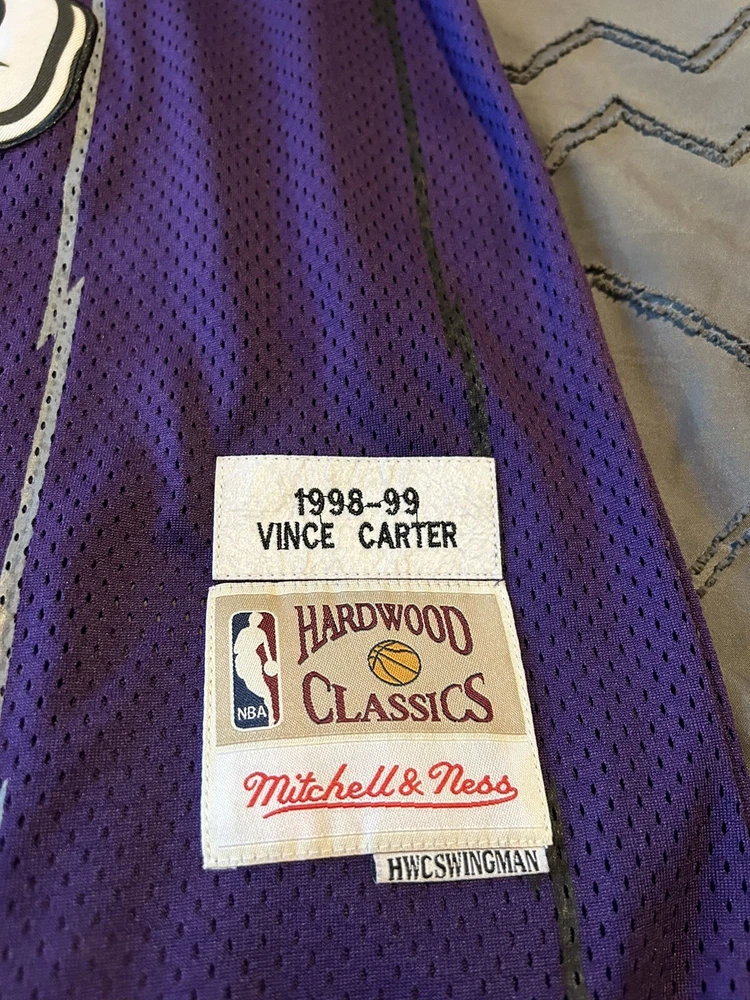 1998-99
VINCE CARTER
HARDWOOD
CLASSICS
NBA
Mitchell & Ness
HWCSWINGMAN